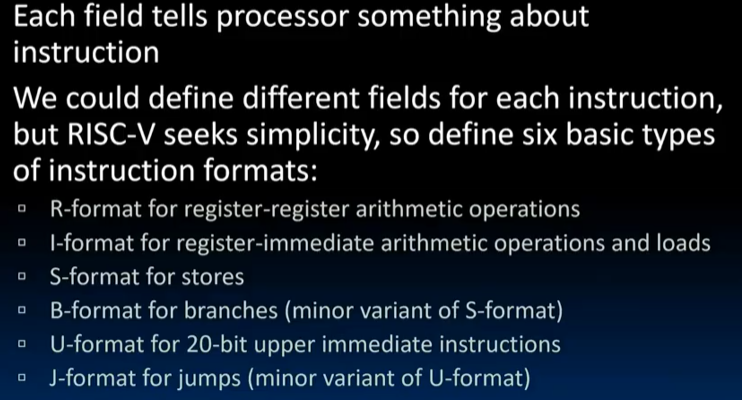 Each field tells processor something about
instruction
We could define different fields for each instruction,
but RISC-V seeks simplicity, so define six basic types
of instruction formats:
▫ R-format for register-register arithmetic operations
▫ I-format for register-immediate arithmetic operations and loads
▫ S-format for stores
▫ B-format for branches (minor variant of S-format)
▫ U-format for 20-bit upper immediate instructions
▫ J-format for jumps (minor variant of U-format)